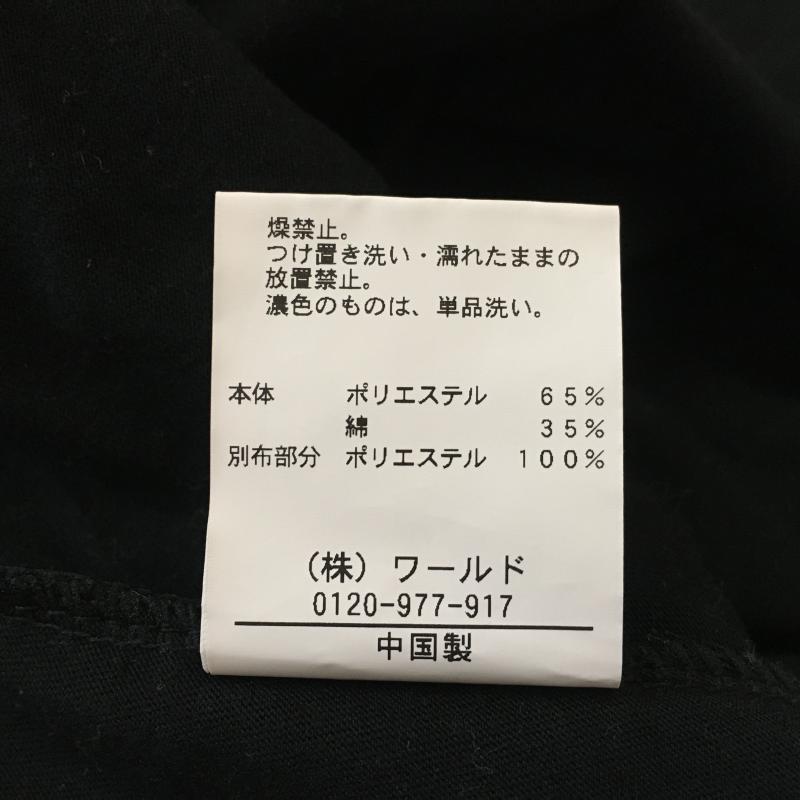 燥禁止。
つけ置き洗い・濡れたままの
放置禁止。
濃色のものは、単品洗い。
本体 ポリエステル 65%
綿 35%
別布部分 ポリエステル 100%
(株)ワールド
0120-977-917
中国製